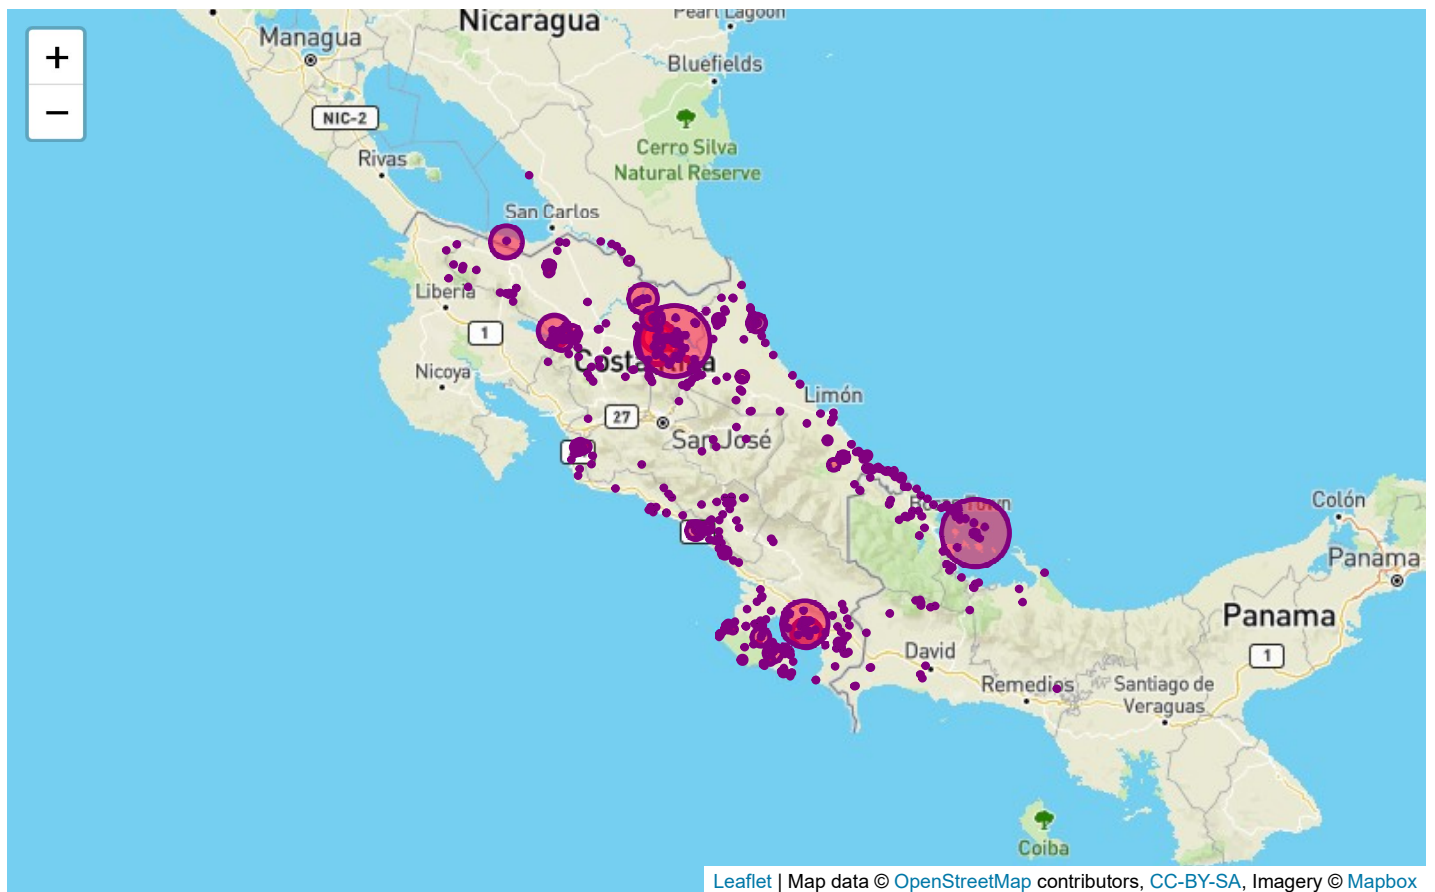 Nicaragua
Pearl Lagoon
+
Managua
−
Bluefields
NIC-2
Cerro Silva
Natural Reserve
Rivas
San Carlos
Liberia
1
Costa Rica
Nicoya
Limón
27
San José
Colón
Panama
Panama
David
1
Remedios
Santiago de
Veraguas
Coiba
Leaflet | Map data © OpenStreetMap contributors, CC-BY-SA, Imagery © Mapbox